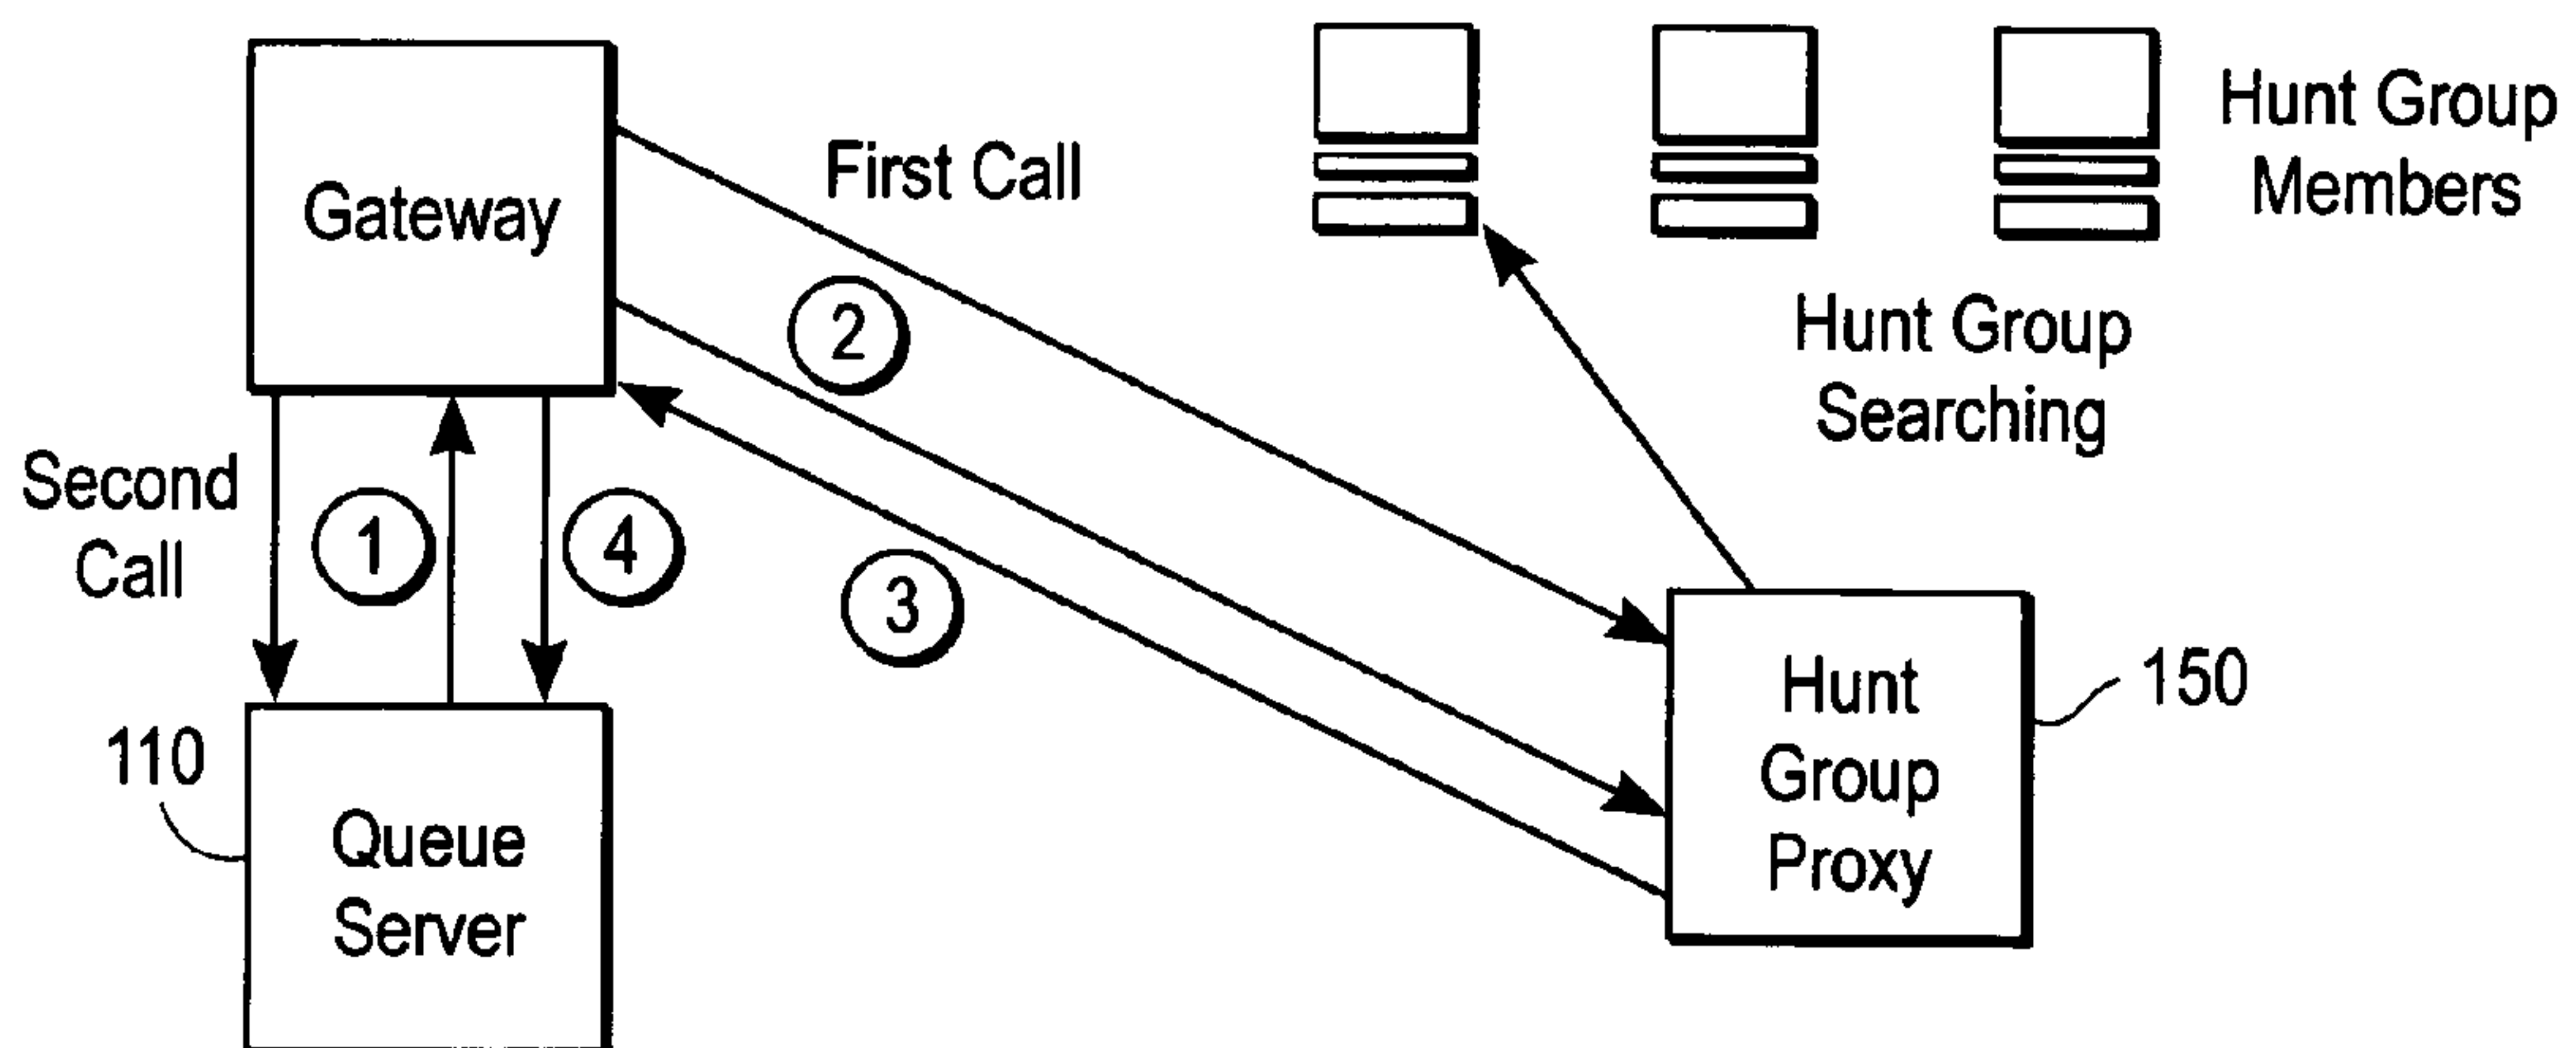 Gateway
First Call
Hunt Group
Members
2
Hunt Group
Searching
Second
Call
1
4
3
Hunt
Group
Proxy
150
110
Queue
Server